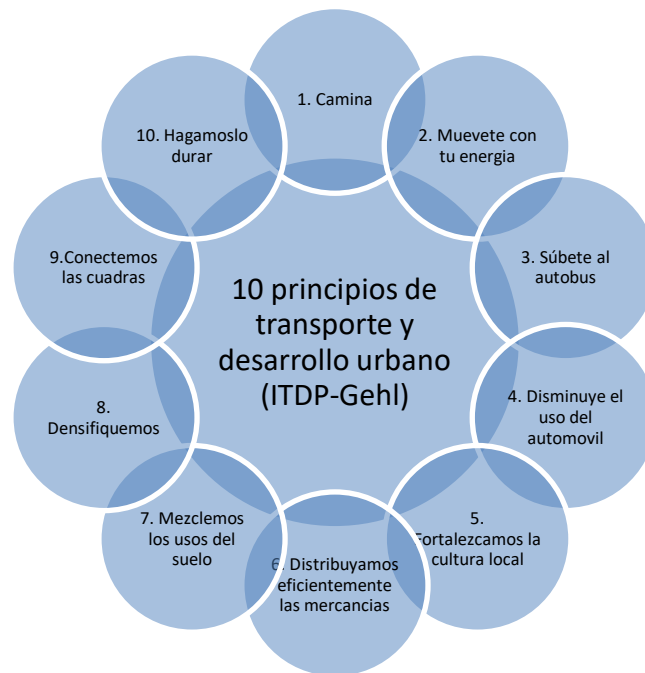 10 principios de
transporte y
desarrollo urbano
(ITDP-Gehl)
1. Camina
2. Muevete con
tu energia
3. Súbete al
autobus
4. Disminuye el
uso del
automovil
5.
Fortalezcamos la
cultura local
6. Distribuyamos
eficientemente
las mercancias
7. Mezclemos
los usos del
suelo
8.
Densifiquemos
9.Conectemos
las cuadras
10. Hagamoslo
durar